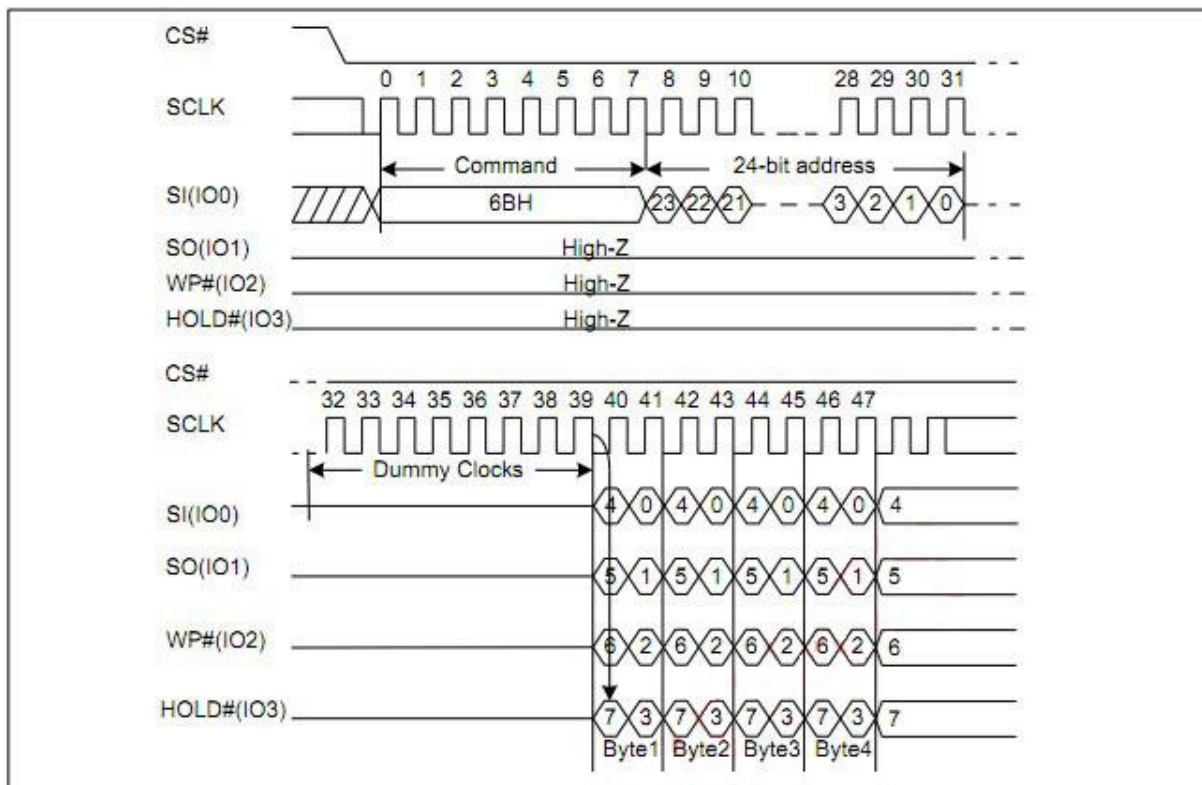 CS#
0 1 2 3 4 5 6 7 8 9 10 28 29 30 31
SCLK
Command 24-bit address
SI(IO0) 6BH 23 22 21 3 2 1 0
SO(IO1) High-Z
WP#(IO2) High-Z
HOLD#(IO3) High-Z
CS#
32 33 34 35 36 37 38 39 40 41 42 43 44 45 46 47
SCLK
Dummy Clocks
SI(IO0) 4 0 4 0 4 0 4 0 4
SO(IO1) 5 1 5 1 5 1 5 1 5
WP#(IO2) 6 2 6 2 6 2 6 2 6
HOLD#(IO3) 7 3 7 3 7 3 7 3 7
Byte1 Byte2 Byte3 Byte4